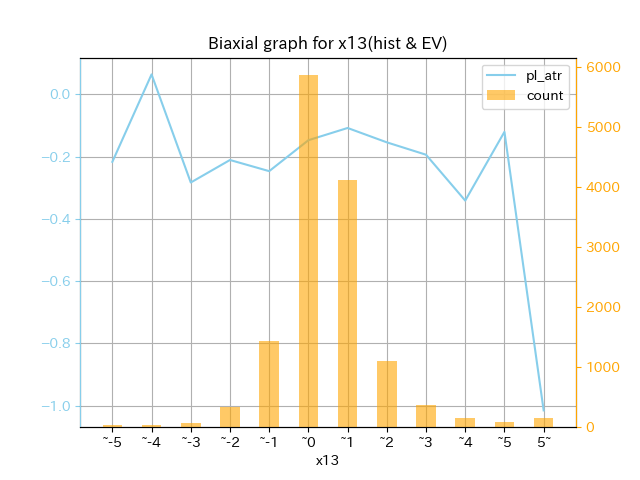 Biaxial graph for x13(hist & EV)
pl_atr
count
0.0
−0.2
−0.4
−0.6
−0.8
−1.0
6000
5000
4000
3000
2000
1000
0
~-5 ~-4 ~-3 ~-2 ~-1 ~0 ~1 ~2 ~3 ~4 ~5 5~
x13